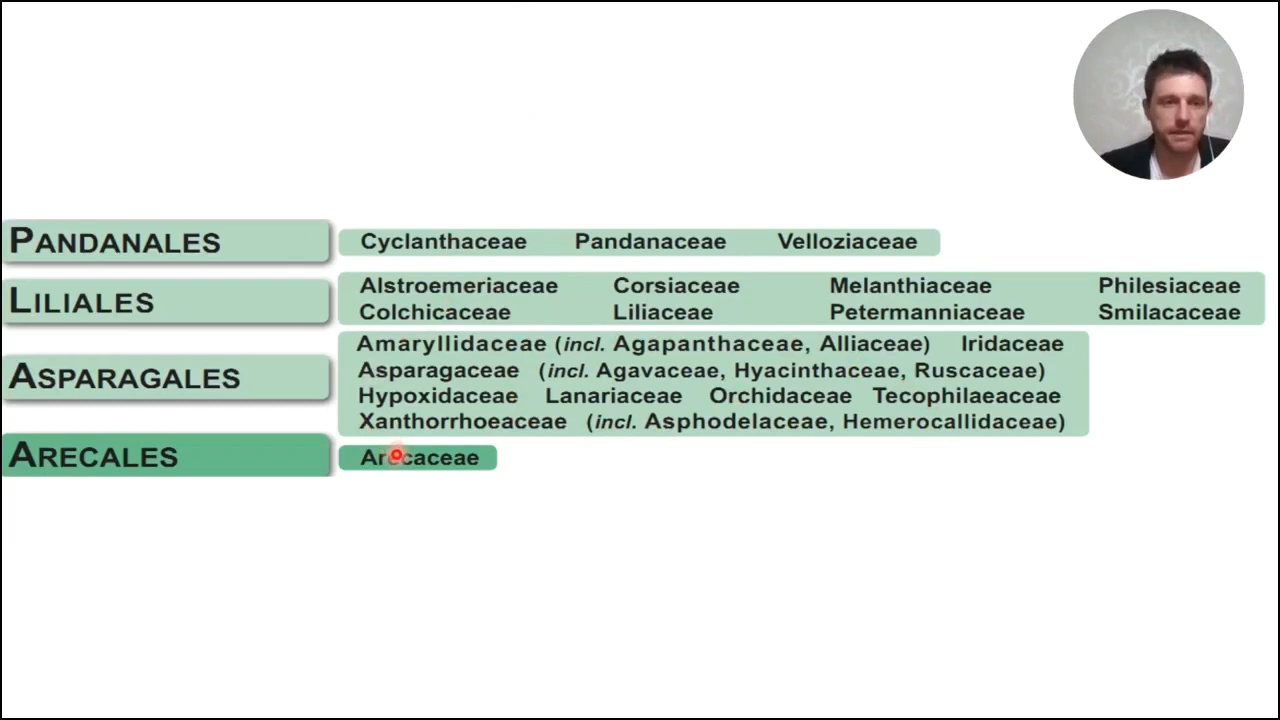 PANDANALES
Cyclanthaceae Pandanaceae Velloziaceae
LILIALES
Alstroemeriaceae Corsiaceae Melanthiaceae Philesiaceae
Colchicaceae Liliaceae Petermanniaceae Smilacaceae
ASPARAGALES
Amaryllidaceae (incl. Agapanthaceae, Alliaceae) Iridaceae
Asparagaceae (incl. Agavaceae, Hyacinthaceae, Ruscaceae)
Hypoxidaceae Lanariaceae Orchidaceae Tecophilaeaceae
Xanthorrhoeaceae (incl. Asphodelaceae, Hemerocallidaceae)
ARECALES
Arecaceae